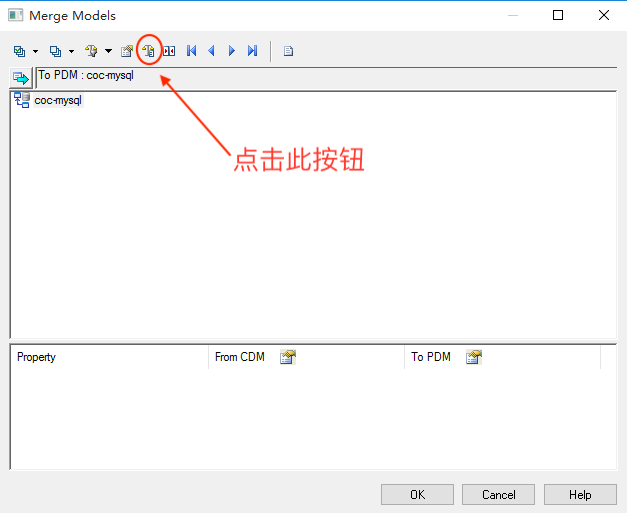 Merge Models
To PDM : coc-mysql
coc-mysql
点击此按钮
Property From CDM To PDM
OK Cancel Help